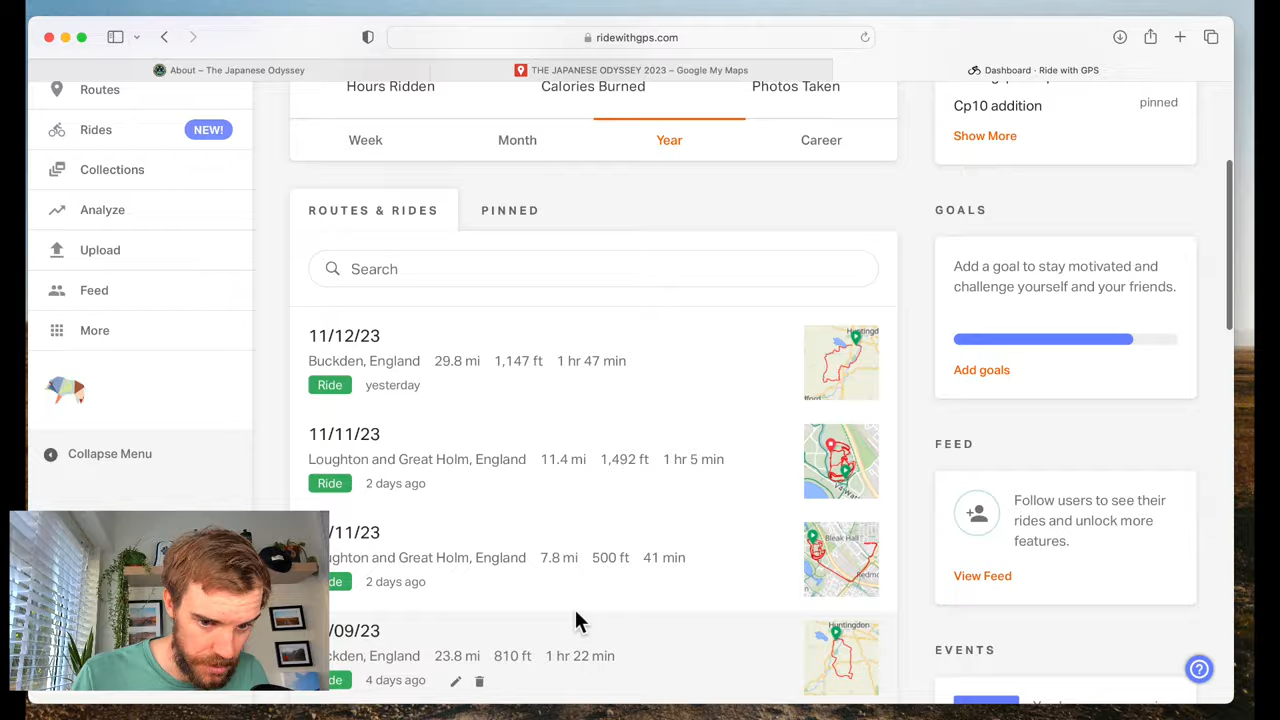 ridewithgps.com
About – The Japanese Odyssey
THE JAPANESE ODYSSEY 2023 – Google My Maps
Dashboard · Ride with GPS
Routes
Rides
NEW!
Collections
Analyze
Upload
Feed
More
Collapse Menu
Hours Ridden
Calories Burned
Photos Taken
Week
Month
Year
Career
ROUTES & RIDES
PINNED
Search
11/12/23
Buckden, England 29.8 mi 1,147 ft 1 hr 47 min
Ride yesterday
11/11/23
Loughton and Great Holm, England 11.4 mi 1,492 ft 1 hr 5 min
Ride 2 days ago
/11/23
ughton and Great Holm, England 7.8 mi 500 ft 41 min
de 2 days ago
/09/23
ckden, England 23.8 mi 810 ft 1 hr 22 min
de 4 days ago
Huntingd
Bleak Hall
Huntingdon
Cp10 addition
pinned
Show More
GOALS
Add a goal to stay motivated and
challenge yourself and your friends.
Add goals
FEED
Follow users to see their
rides and unlock more
features.
View Feed
EVENTS
?